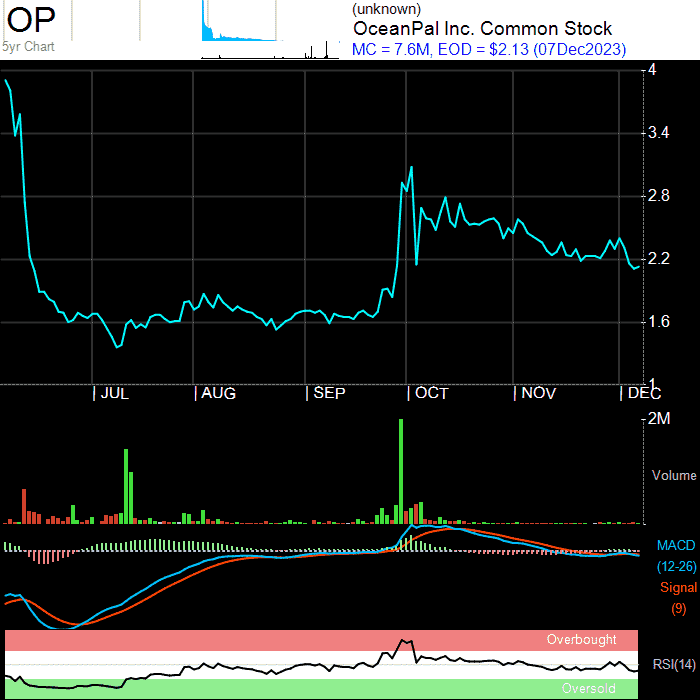 OP
5yr Chart
(unknown)
OceanPal Inc. Common Stock
MC = 7.6M, EOD = $2.13 (07Dec2023)
4
3.4
2.8
2.2
1.6
1
JUL AUG SEP OCT NOV DEC
2M
Volume
MACD
(12-26)
Signal
(9)
Overbought
RSI(14)
Oversold